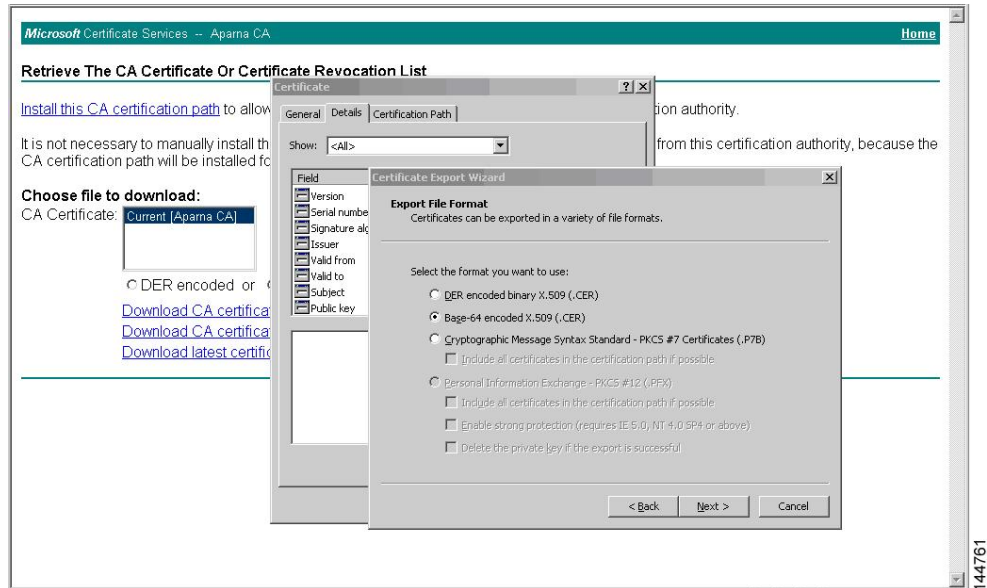 Microsoft Certificate Services -- Aparna CA
Home
Retrieve The CA Certificate Or Certificate Revocation List
Install this CA certification path to allow
tion authority.
It is not necessary to manually install th
from this certification authority, because the
CA certification path will be installed fo
Choose file to download:
CA Certificate:
Current [Aparna CA]
DER encoded or
Download CA certifica
Download CA certifica
Download latest certific
Certificate
General
Details
Certification Path
Show:
<All>
Field
Version
Serial numbe
Signature alg
Issuer
Valid from
Valid to
Subject
Public key
Certificate Export Wizard
Export File Format
Certificates can be exported in a variety of file formats.
Select the format you want to use:
DER encoded binary X.509 (.CER)
Base-64 encoded X.509 (.CER)
Cryptographic Message Syntax Standard - PKCS #7 Certificates (.P7B)
Include all certificates in the certification path if possible
Personal Information Exchange - PKCS #12 (.PFX)
Include all certificates in the certification path if possible
Enable strong protection (requires IE 5.0, NT 4.0 SP4 or above)
Delete the private key if the export is successful
< Back
Next >
Cancel
144761